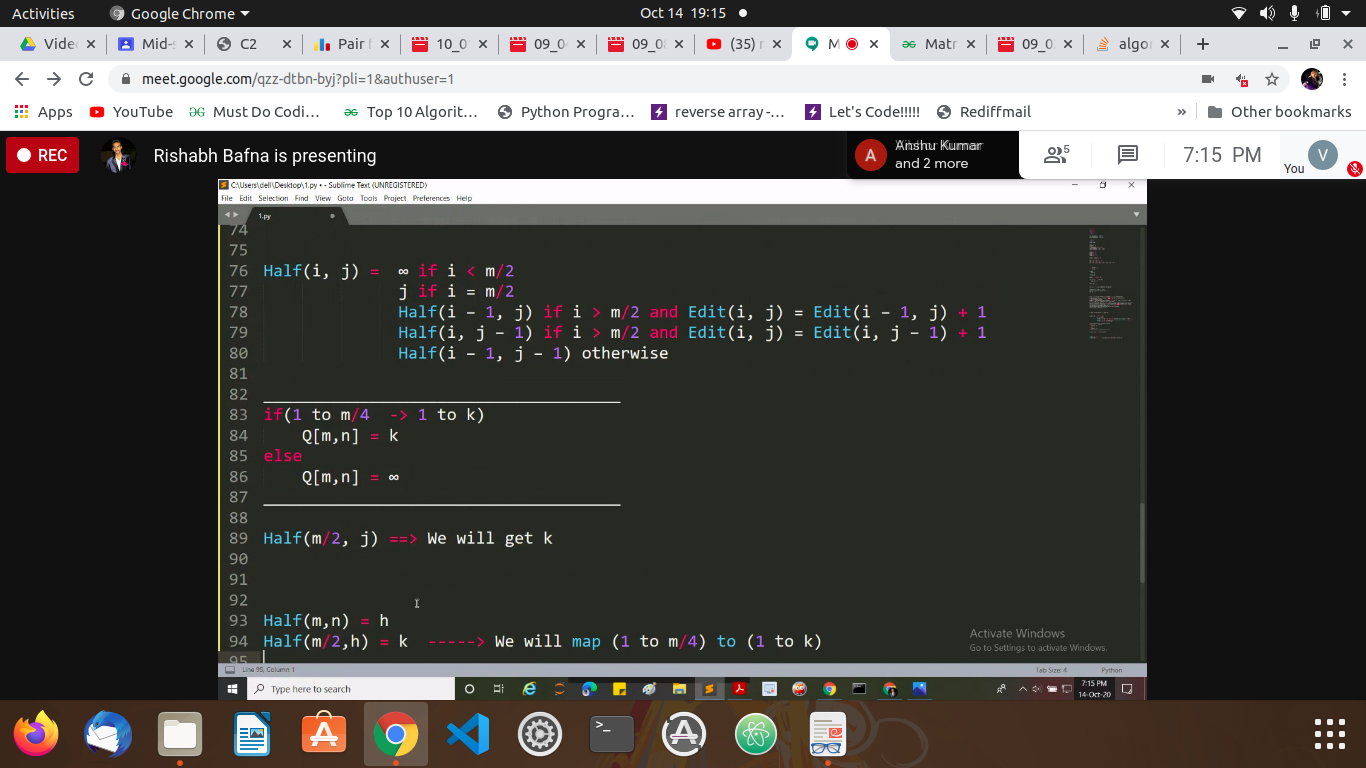 Activities
Google Chrome
Oct 14 19:15
Vide
Mid-s
C2
Pair f
10_0
09_0
09_0
(35)
M
Matr
09_0
algo
meet.google.com/qzz-dtbn-byj?pli=1&authuser=1
Apps
YouTube
Must Do Codi...
Top 10 Algorit...
Python Progra...
reverse array -...
Let's Code!!!!!
Rediffmail
»
Other bookmarks
REC
Rishabh Bafna is presenting
A
Anshu Kumar
and 2 more
5
7:15 PM
You
V
C:\Users\dell\Desktop\1.py • - Sublime Text (UNREGISTERED)
File Edit Selection Find View Goto Tools Project Preferences Help
1.py
74
75
76 Half(i, j) = ∞ if i < m/2
77 j if i = m/2
78 Half(i − 1, j) if i > m/2 and Edit(i, j) = Edit(i − 1, j) + 1
79 Half(i, j − 1) if i > m/2 and Edit(i, j) = Edit(i, j − 1) + 1
80 Half(i − 1, j − 1) otherwise
81
82 _____________________________________
83 if(1 to m/4 -> 1 to k)
84 Q[m,n] = k
85 else
86 Q[m,n] = ∞
87 _____________________________________
88
89 Half(m/2, j) ==> We will get k
90
91
92
93 Half(m,n) = h
94 Half(m/2,h) = k -----> We will map (1 to m/4) to (1 to k)
95
Activate Windows
Go to Settings to activate Windows.
Line 95, Column 1
Tab Size: 4
Python
Type here to search
7:15 PM
14-Oct-20